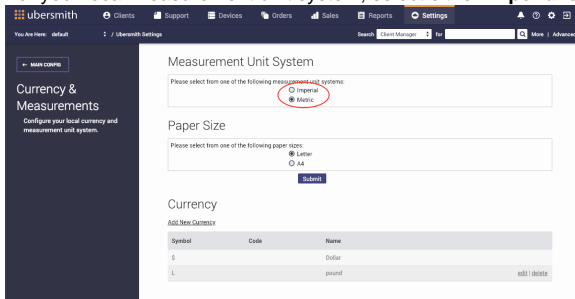 ubersmith Clients Support Devices Orders Sales Reports Settings
You Are Here: default / Ubersmith Settings Search Client Manager for More | Advanced
← MAIN CONFIG
Currency &
Measurements
Configure your local currency and
measurement unit system.
Measurement Unit System
Please select from one of the following measurement unit systems:
Imperial
Metric
Paper Size
Please select from one of the following paper sizes:
Letter
A4
Submit
Currency
Add New Currency
Symbol Code Name
$ Dollar
L pound edit | delete